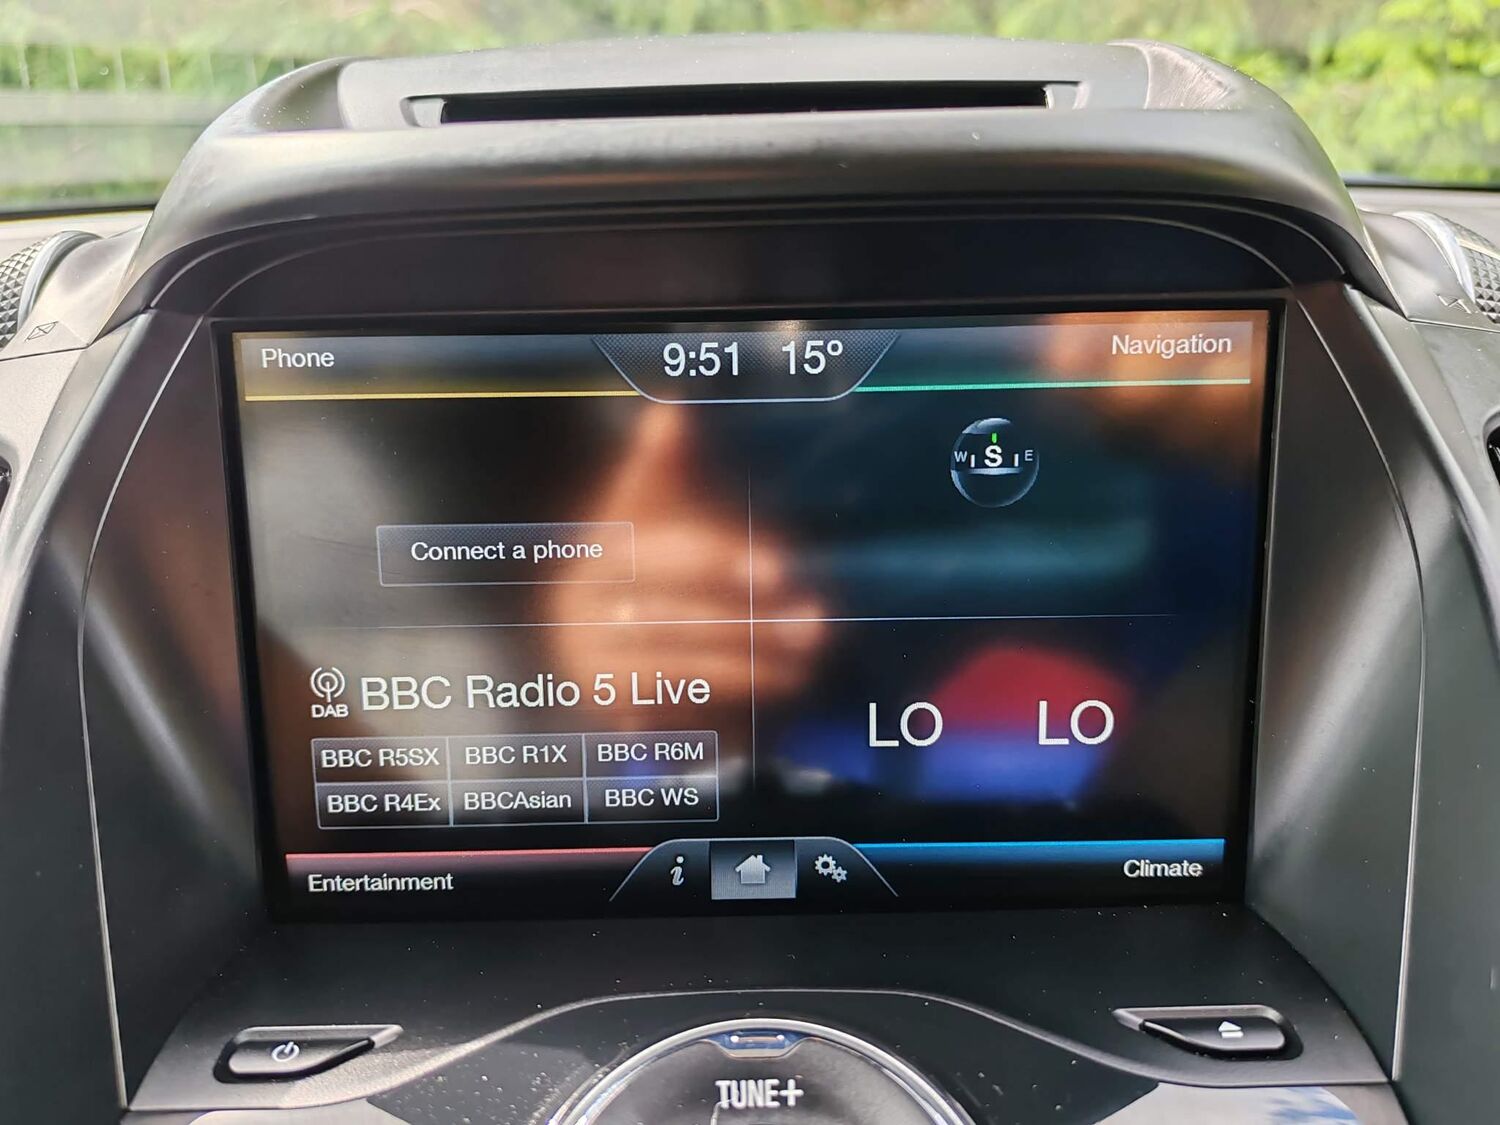 Phone
9:51 15º
Navigation
W S E
Connect a phone
DAB
BBC Radio 5 Live
BBC R5SX BBC R1X BBC R6M
BBC R4Ex BBCAsian BBC WS
LO LO
Entertainment
i
Climate
TUNE+